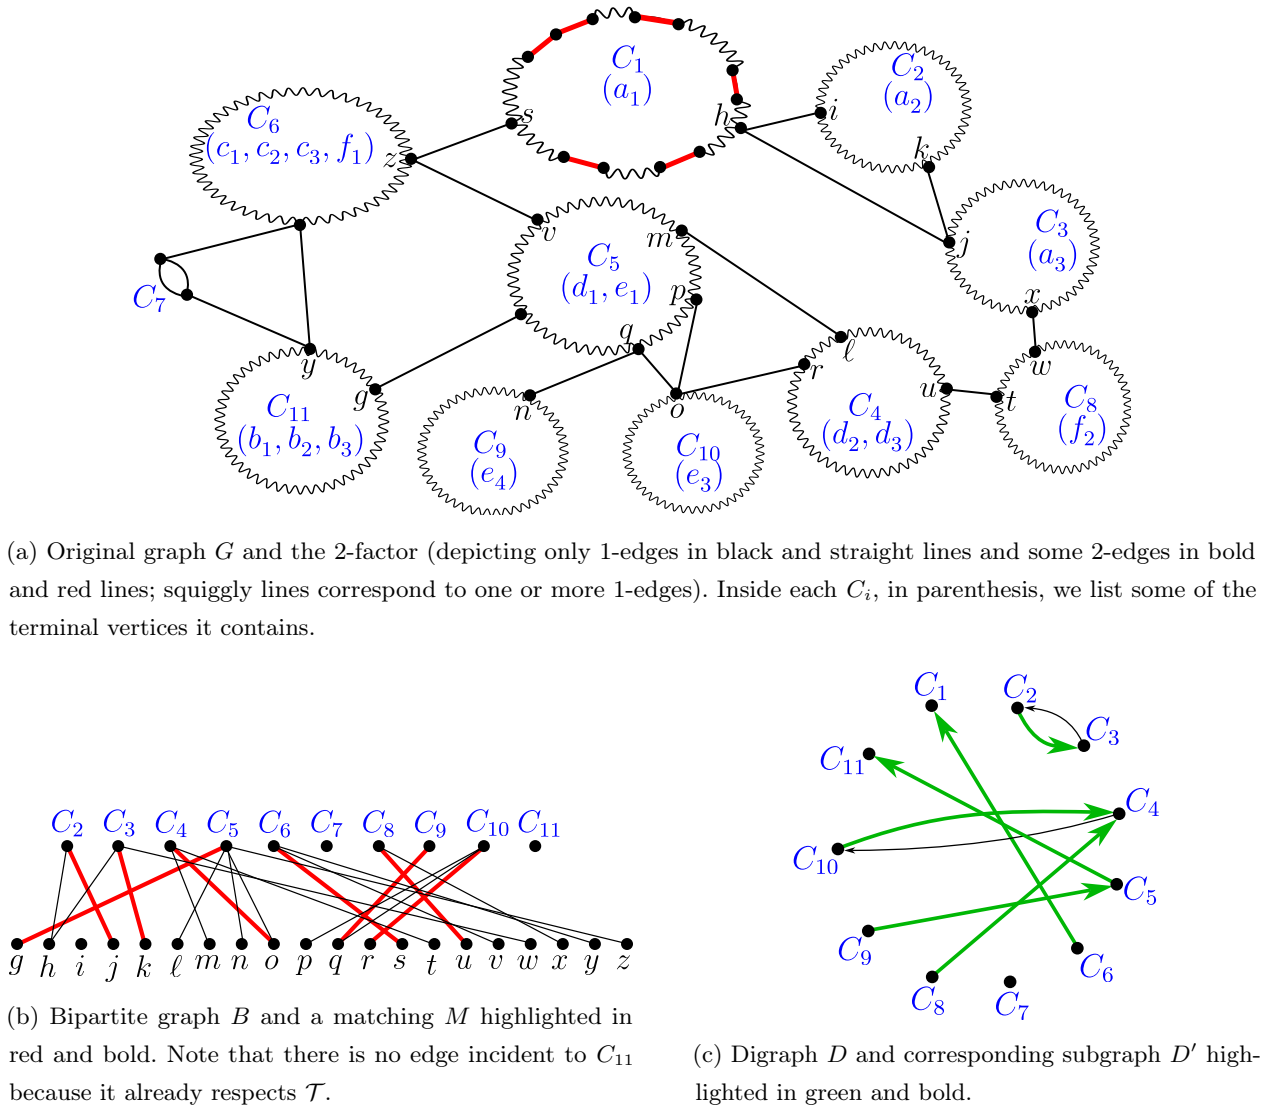 C₁
(a₁)
C₂
(a₂)
C₆
(c₁, c₂, c₃, f₁)
s
h
i
z
k
C₃
(a₃)
j
v
m
C₅
(d₁, e₁)
p
x
C₇
q
ℓ
w
y
r
g
n
o
u
t
C₁₁
(b₁, b₂, b₃)
C₉
(e₄)
C₁₀
(e₃)
C₄
(d₂, d₃)
C₈
(f₂)
(a) Original graph G and the 2-factor (depicting only 1-edges in black and straight lines and some 2-edges in bold
and red lines; squiggly lines correspond to one or more 1-edges). Inside each Cᵢ, in parenthesis, we list some of the
terminal vertices it contains.
C₂ C₃ C₄ C₅ C₆ C₇ C₈ C₉ C₁₀ C₁₁
g h i j k ℓ m n o p q r s t u v w x y z
(b) Bipartite graph B and a matching M highlighted in
red and bold. Note that there is no edge incident to C₁₁
because it already respects 𝒯.
C₁
C₂
C₃
C₁₁
C₄
C₁₀
C₅
C₉
C₆
C₈
C₇
(c) Digraph D and corresponding subgraph D′ high-
lighted in green and bold.